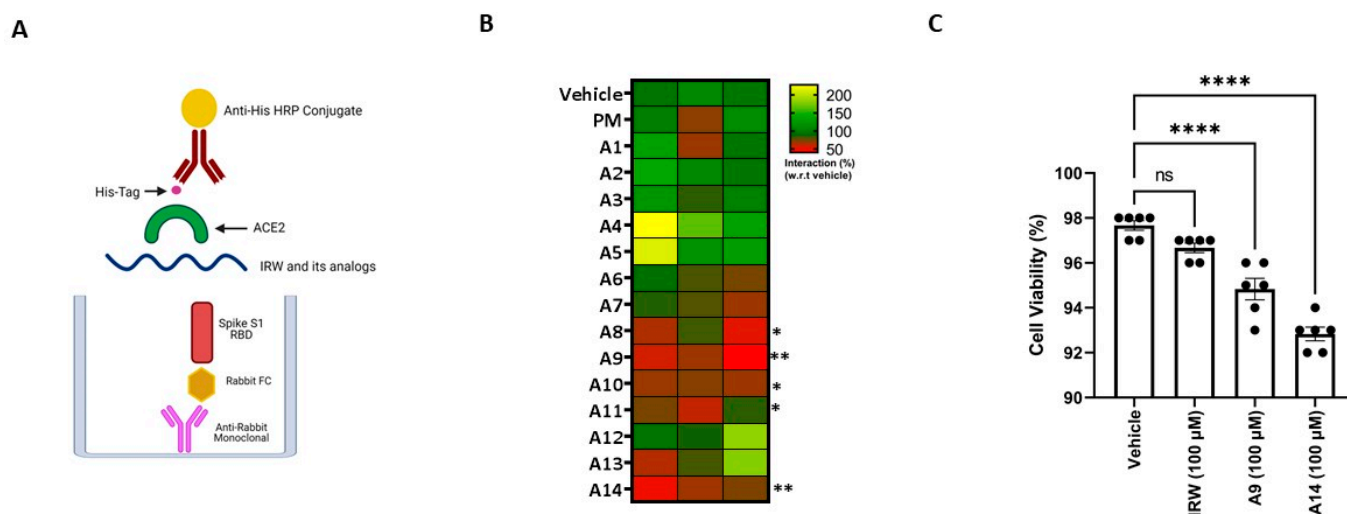 A
Anti-His HRP Conjugate
His-Tag
ACE2
IRW and its analogs
Spike S1
RBD
Rabbit FC
Anti-Rabbit
Monoclonal
B
Vehicle
PM
A1
A2
A3
A4
A5
A6
A7
A8 *
A9 **
A10 *
A11 *
A12
A13
A14 **
200
150
100
50
Interaction (%)
(w.r.t vehicle)
C
****
****
ns
Cell Viability (%)
100
98
96
94
92
90
Vehicle
IRW (100 µM)
A9 (100 µM)
A14 (100 µM)